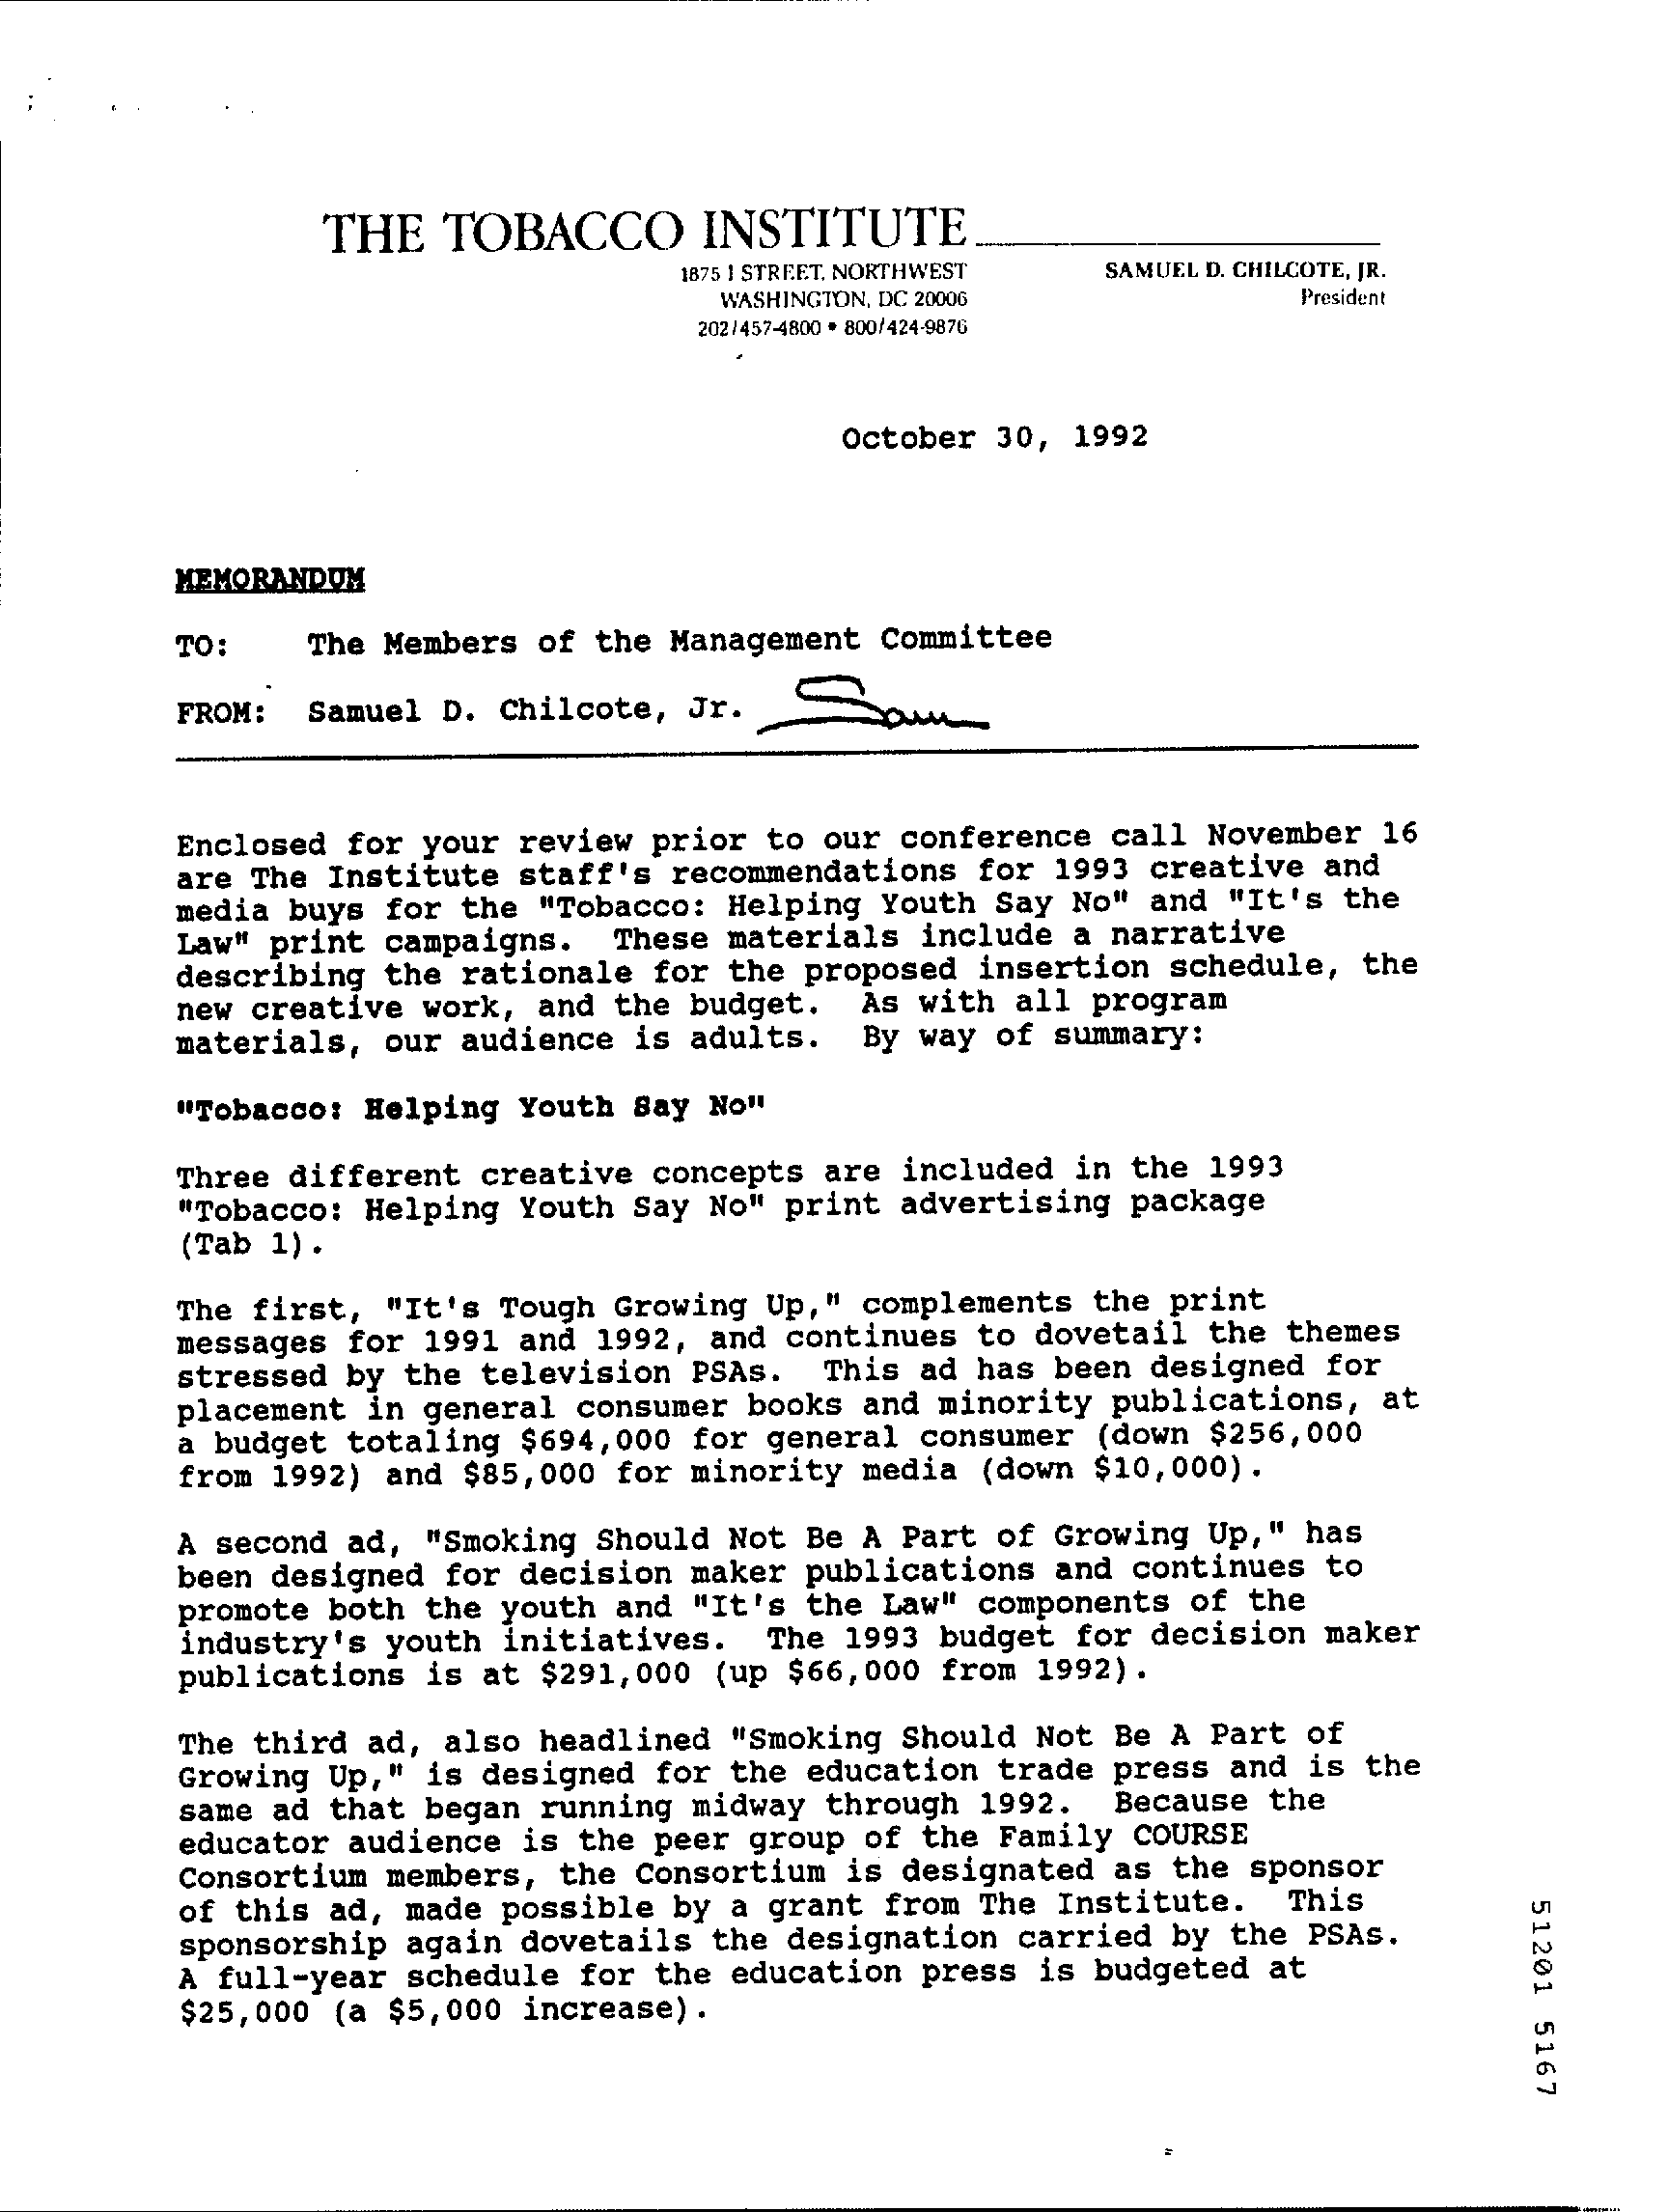 THE TOBACCO INSTITUTE
1875 I STREET, NORTHWEST
WASHINGTON, DC 20006
202/457-4800 • 800/424-9876
SAMUEL D. CHILCOTE, JR.
President
October 30, 1992
MEMORANDUM
TO: The Members of the Management Committee
FROM: Samuel D. Chilcote, Jr. Sam
Enclosed for your review prior to our conference call November 16
are The Institute staff's recommendations for 1993 creative and
media buys for the "Tobacco: Helping Youth Say No" and "It's the
Law" print campaigns. These materials include a narrative
describing the rationale for the proposed insertion schedule, the
new creative work, and the budget. As with all program
materials, our audience is adults. By way of summary:
"Tobacco: Helping Youth Say No"
Three different creative concepts are included in the 1993
"Tobacco: Helping Youth Say No" print advertising package
(Tab 1).
The first, "It's Tough Growing Up," complements the print
messages for 1991 and 1992, and continues to dovetail the themes
stressed by the television PSAs. This ad has been designed for
placement in general consumer books and minority publications, at
a budget totaling $694,000 for general consumer (down $256,000
from 1992) and $85,000 for minority media (down $10,000).
A second ad, "Smoking Should Not Be A Part of Growing Up," has
been designed for decision maker publications and continues to
promote both the youth and "It's the Law" components of the
industry's youth initiatives. The 1993 budget for decision maker
publications is at $291,000 (up $66,000 from 1992).
The third ad, also headlined "Smoking Should Not Be A Part of
Growing Up," is designed for the education trade press and is the
same ad that began running midway through 1992. Because the
educator audience is the peer group of the Family COURSE
Consortium members, the Consortium is designated as the sponsor
of this ad, made possible by a grant from The Institute. This
sponsorship again dovetails the designation carried by the PSAs.
A full-year schedule for the education press is budgeted at
$25,000 (a $5,000 increase).
51201 5167